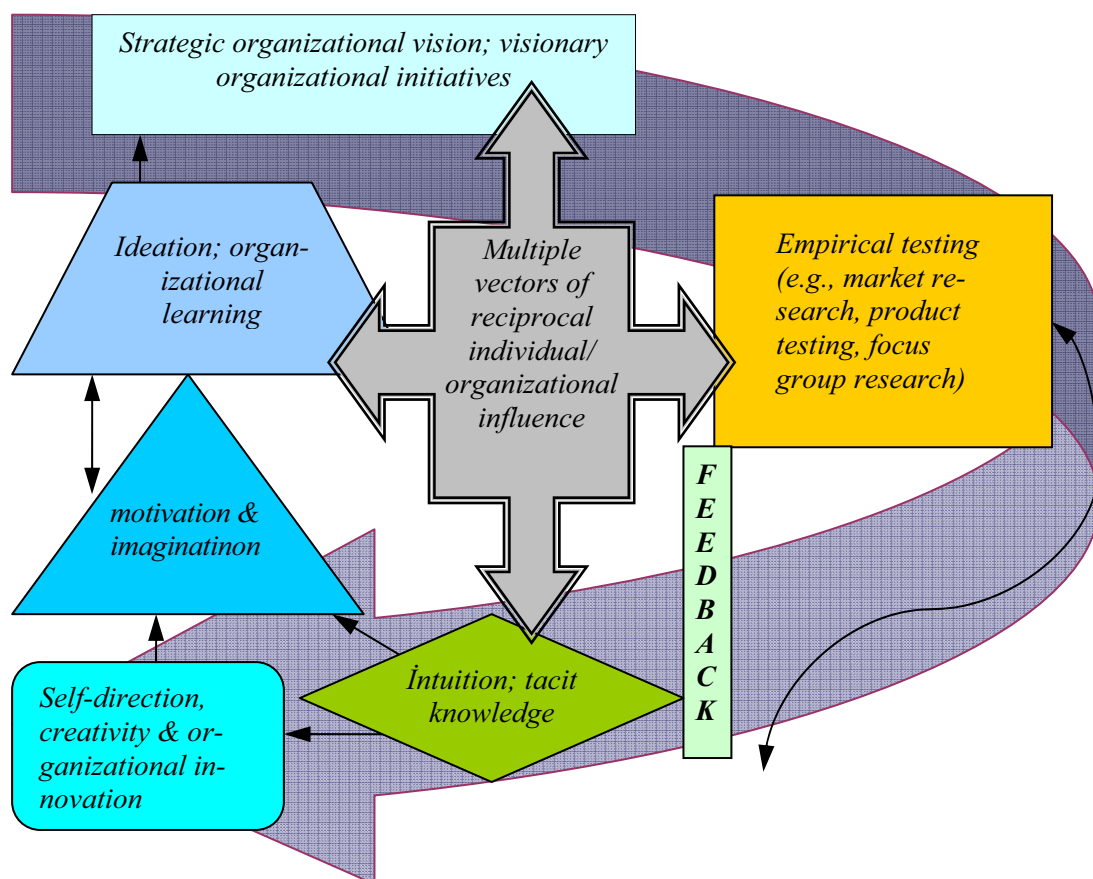 Strategic organizational vision; visionary
organizational initiatives
Ideation; organ-
izational
learning
Multiple
vectors of
reciprocal
individual/
organizational
influence
Empirical testing
(e.g., market re-
search, product
testing, focus
group research)
motivation &
imaginatinon
F
E
E
D
B
A
C
K
Self-direction,
creativity & or-
ganizational in-
novation
İntuition; tacit
knowledge